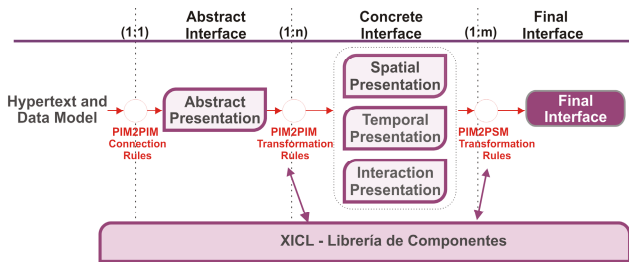 Abstract Interface
Concrete Interface
Final Interface
(1:1)
(1:n)
(1:m)
Hypertext and
Data Model
PIM2PIM
Connection
Rules
Abstract
Presentation
PIM2PIM
Transformation
Rules
Spatial
Presentation
Temporal
Presentation
Interaction
Presentation
PIM2PSM
Transformation
Rules
Final
Interface
XICL - Librería de Componentes